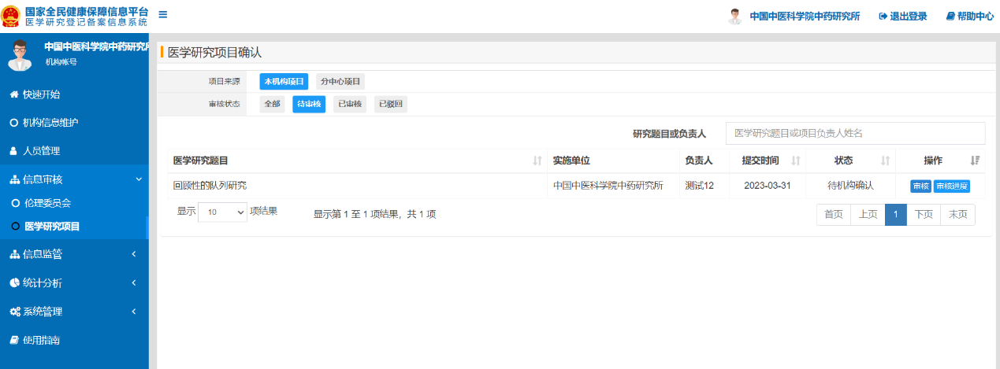 国家全民健康保障信息平台
医学研究登记备案信息系统
中国中医科学院中药研究所 退出登录 帮助中心
中国中医科学院中药研究所
机构帐号
快速开始
机构信息维护
人员管理
信息审核
伦理委员会
医学研究项目
信息监管
统计分析
系统管理
使用指南
医学研究项目确认
项目来源 本机构项目 分中心项目
审核状态 全部 待审核 已审核 已驳回
研究题目或负责人 医学研究题目或项目负责人姓名
医学研究题目 实施单位 负责人 提交时间 状态 操作
回顾性的队列研究 中国中医科学院中药研究所 测试12 2023-03-31 待机构确认 审核 审核进度
显示 10 项结果 显示第 1 至 1 项结果，共 1 项 首页 上页 1 下页 末页